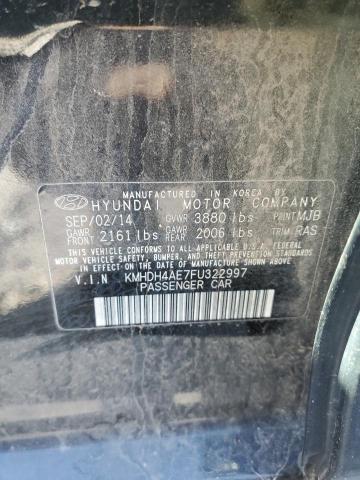 MANUFACTURED IN KOREA BY
HYUNDAI MOTOR COMPANY
SEP/02/14 GVWR 3880 lbs PAINT MJB
GAWR FRONT 2161 lbs GAWR REAR 2006 lbs TRIM RAS
THIS VEHICLE CONFORMS TO ALL APPLICABLE U.S.A. FEDERAL
MOTOR VEHICLE SAFETY, BUMPER, AND THEFT PREVENTION
STANDARDS IN EFFECT ON THE DATE OF MANUFACTURE SHOWN ABOVE.
V.I.N KMHDH4AE7FU322997
PASSENGER CAR